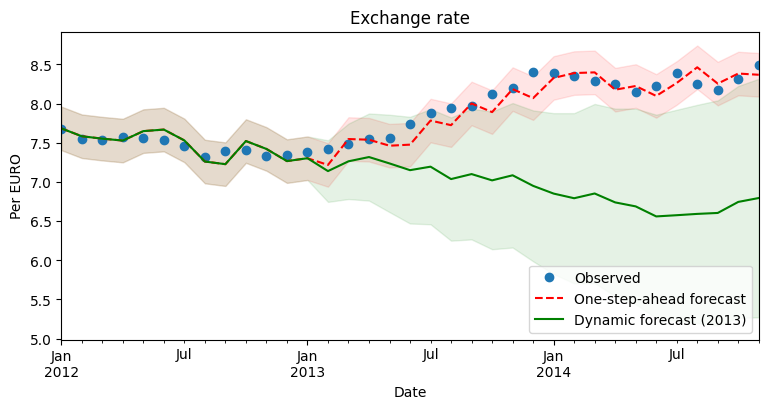 Exchange rate
Per EURO
8.5
8.0
7.5
7.0
6.5
6.0
5.5
5.0
Observed
One-step-ahead forecast
Dynamic forecast (2013)
Jan
2012
Jul
Jan
2013
Jul
Jan
2014
Jul
Date